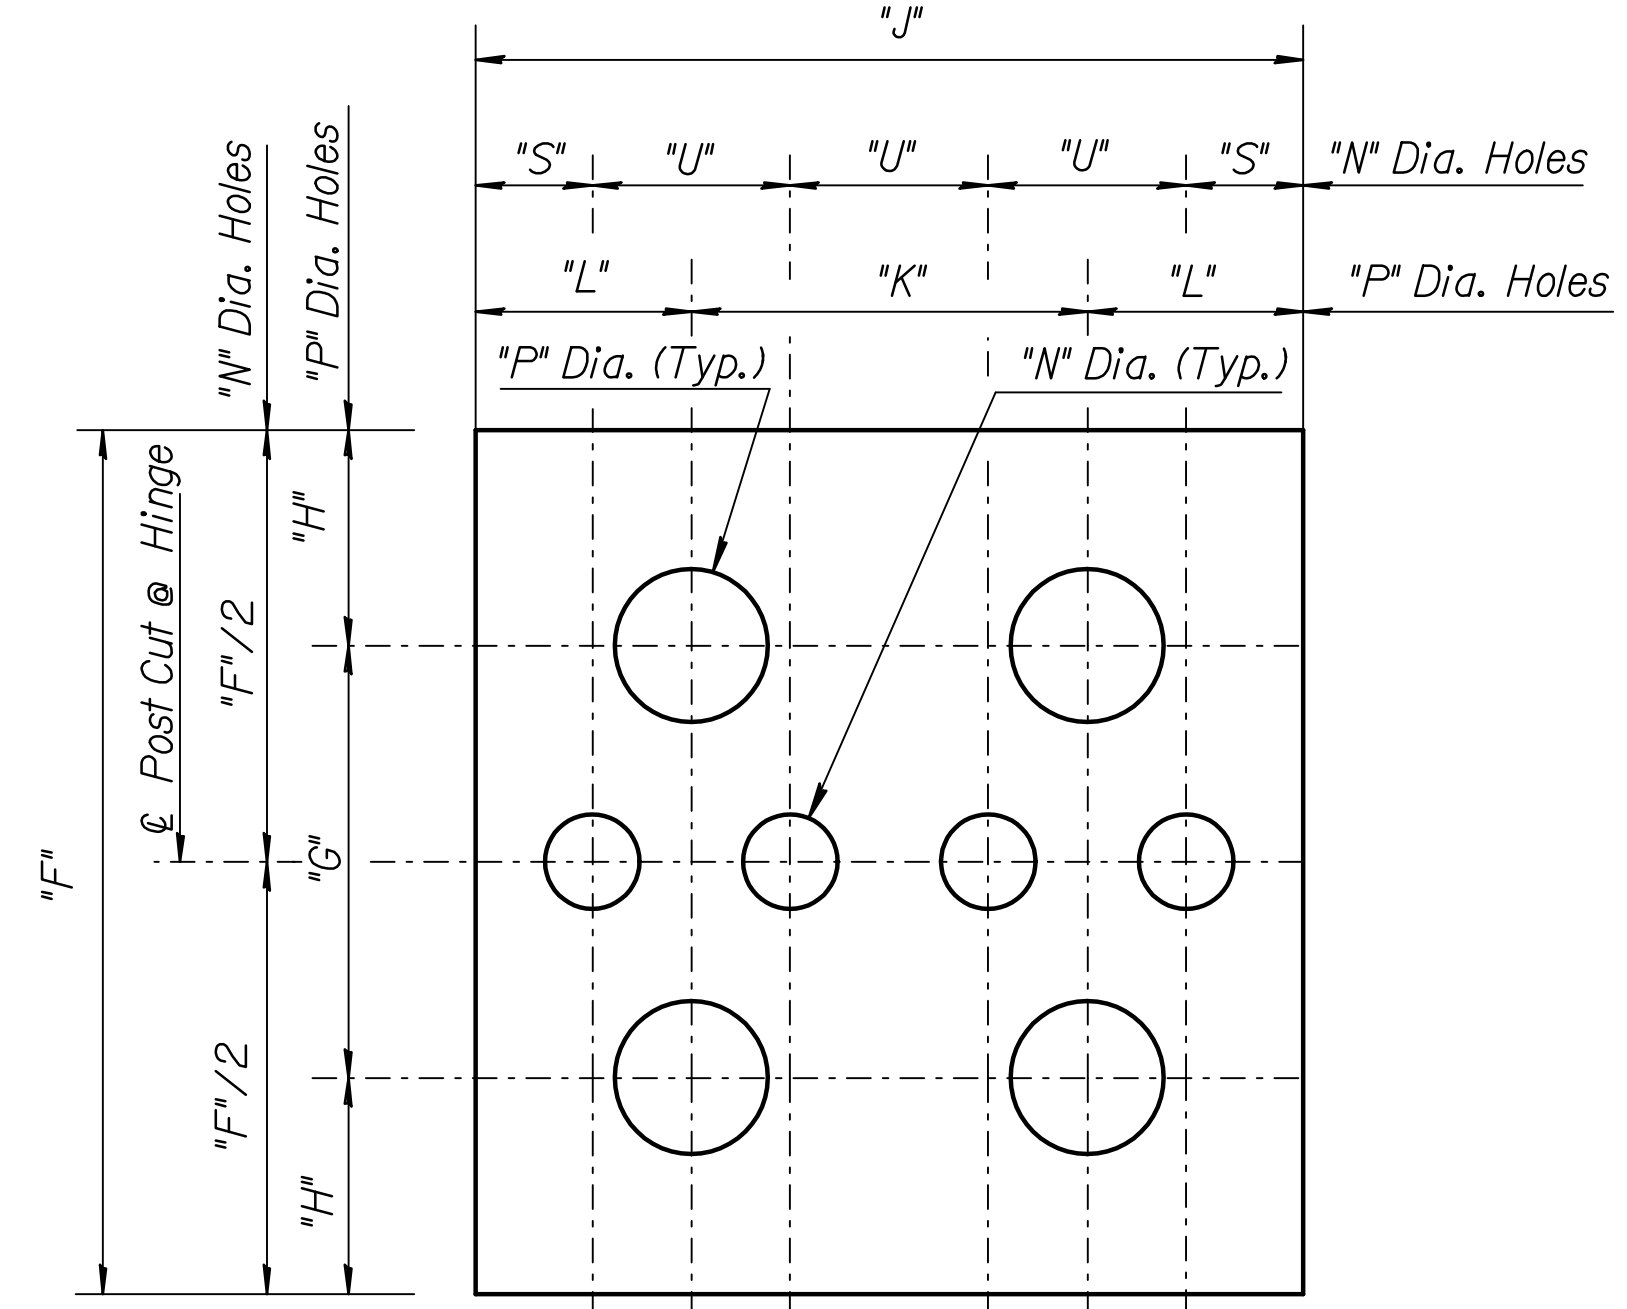 "J"
"S" "U" "U" "U" "S" "N" Dia. Holes
"L" "K" "L" "P" Dia. Holes
"P" Dia. (Typ.) "N" Dia. (Typ.)
"N" Dia. Holes
"P" Dia. Holes
"H"
℄ Post Cut @ Hinge
"F"/2
"G"
"F"
"F"/2
"H"